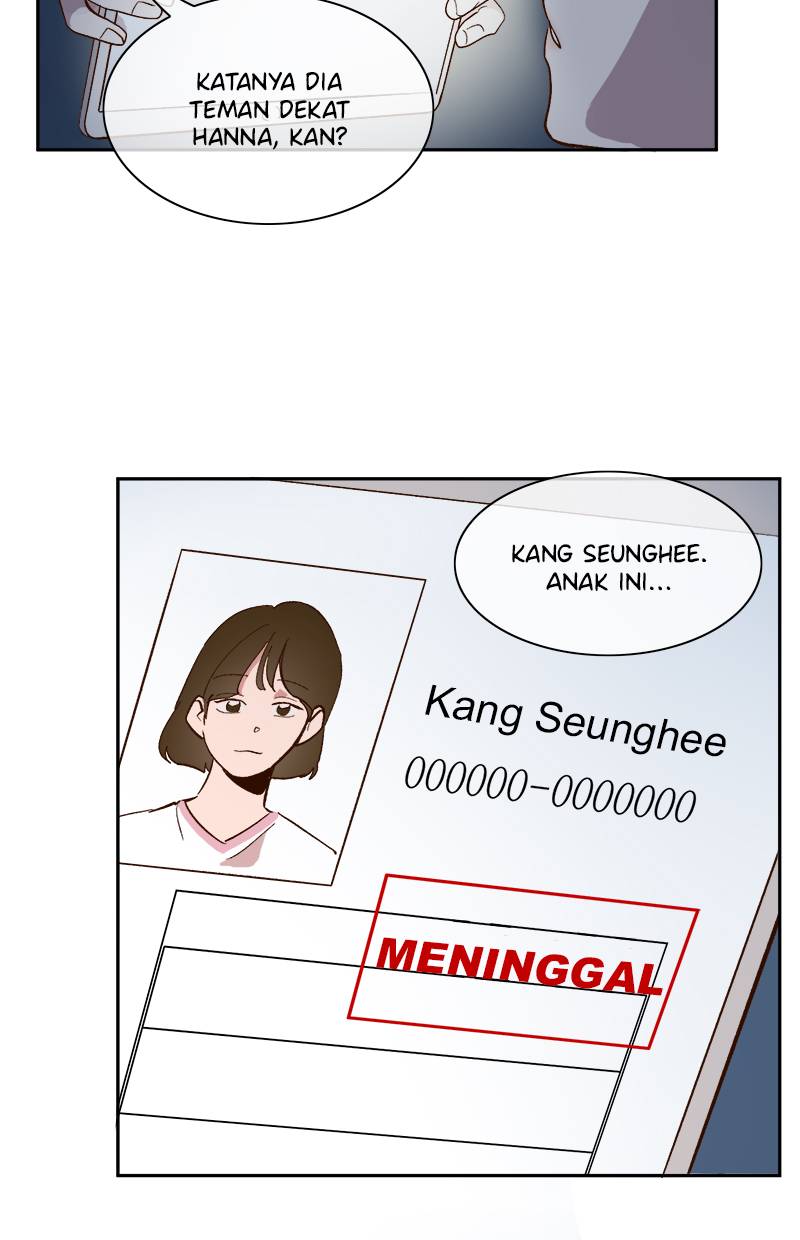 KATANYA DIA
TEMAN DEKAT
HANNA, KAN?
KANG SEUNGHEE.
ANAK INI...
Kang Seunghee
000000-0000000
MENINGGAL